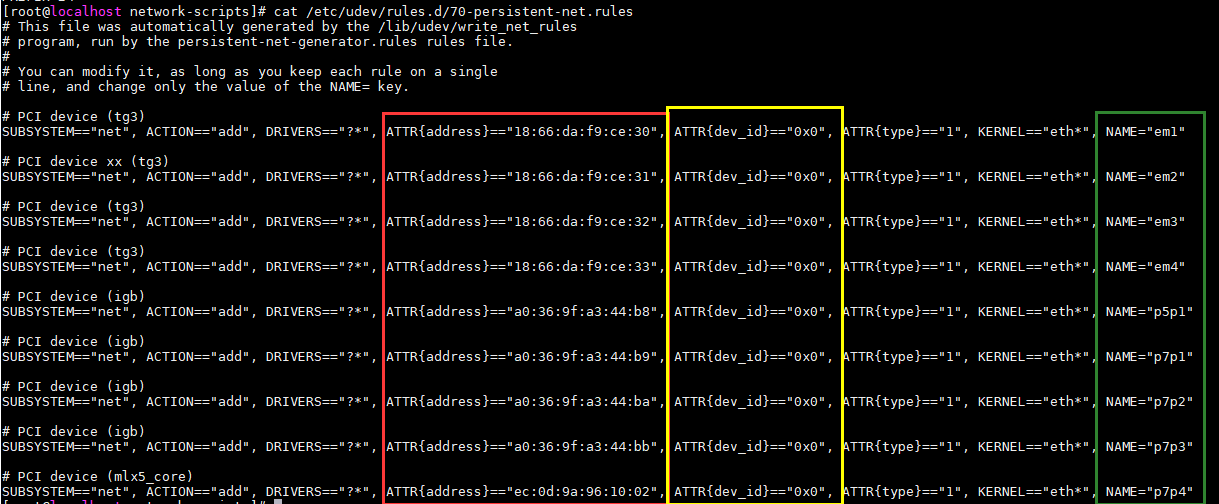 [root@localhost network-scripts]# cat /etc/udev/rules.d/70-persistent-net.rules
# This file was automatically generated by the /lib/udev/write_net_rules
# program, run by the persistent-net-generator.rules rules file.
#
# You can modify it, as long as you keep each rule on a single
# line, and change only the value of the NAME= key.
# PCI device (tg3)
SUBSYSTEM=="net", ACTION=="add", DRIVERS=="?*", ATTR{address}=="18:66:da:f9:ce:30", ATTR{dev_id}=="0x0", ATTR{type}=="1", KERNEL=="eth*", NAME="em1"
# PCI device xx (tg3)
SUBSYSTEM=="net", ACTION=="add", DRIVERS=="?*", ATTR{address}=="18:66:da:f9:ce:31", ATTR{dev_id}=="0x0", ATTR{type}=="1", KERNEL=="eth*", NAME="em2"
# PCI device (tg3)
SUBSYSTEM=="net", ACTION=="add", DRIVERS=="?*", ATTR{address}=="18:66:da:f9:ce:32", ATTR{dev_id}=="0x0", ATTR{type}=="1", KERNEL=="eth*", NAME="em3"
# PCI device (tg3)
SUBSYSTEM=="net", ACTION=="add", DRIVERS=="?*", ATTR{address}=="18:66:da:f9:ce:33", ATTR{dev_id}=="0x0", ATTR{type}=="1", KERNEL=="eth*", NAME="em4"
# PCI device (igb)
SUBSYSTEM=="net", ACTION=="add", DRIVERS=="?*", ATTR{address}=="a0:36:9f:a3:44:b8", ATTR{dev_id}=="0x0", ATTR{type}=="1", KERNEL=="eth*", NAME="p5p1"
# PCI device (igb)
SUBSYSTEM=="net", ACTION=="add", DRIVERS=="?*", ATTR{address}=="a0:36:9f:a3:44:b9", ATTR{dev_id}=="0x0", ATTR{type}=="1", KERNEL=="eth*", NAME="p7p1"
# PCI device (igb)
SUBSYSTEM=="net", ACTION=="add", DRIVERS=="?*", ATTR{address}=="a0:36:9f:a3:44:ba", ATTR{dev_id}=="0x0", ATTR{type}=="1", KERNEL=="eth*", NAME="p7p2"
# PCI device (igb)
SUBSYSTEM=="net", ACTION=="add", DRIVERS=="?*", ATTR{address}=="a0:36:9f:a3:44:bb", ATTR{dev_id}=="0x0", ATTR{type}=="1", KERNEL=="eth*", NAME="p7p3"
# PCI device (mlx5_core)
SUBSYSTEM=="net", ACTION=="add", DRIVERS=="?*", ATTR{address}=="ec:0d:9a:96:10:02", ATTR{dev_id}=="0x0", ATTR{type}=="1", KERNEL=="eth*", NAME="p7p4"